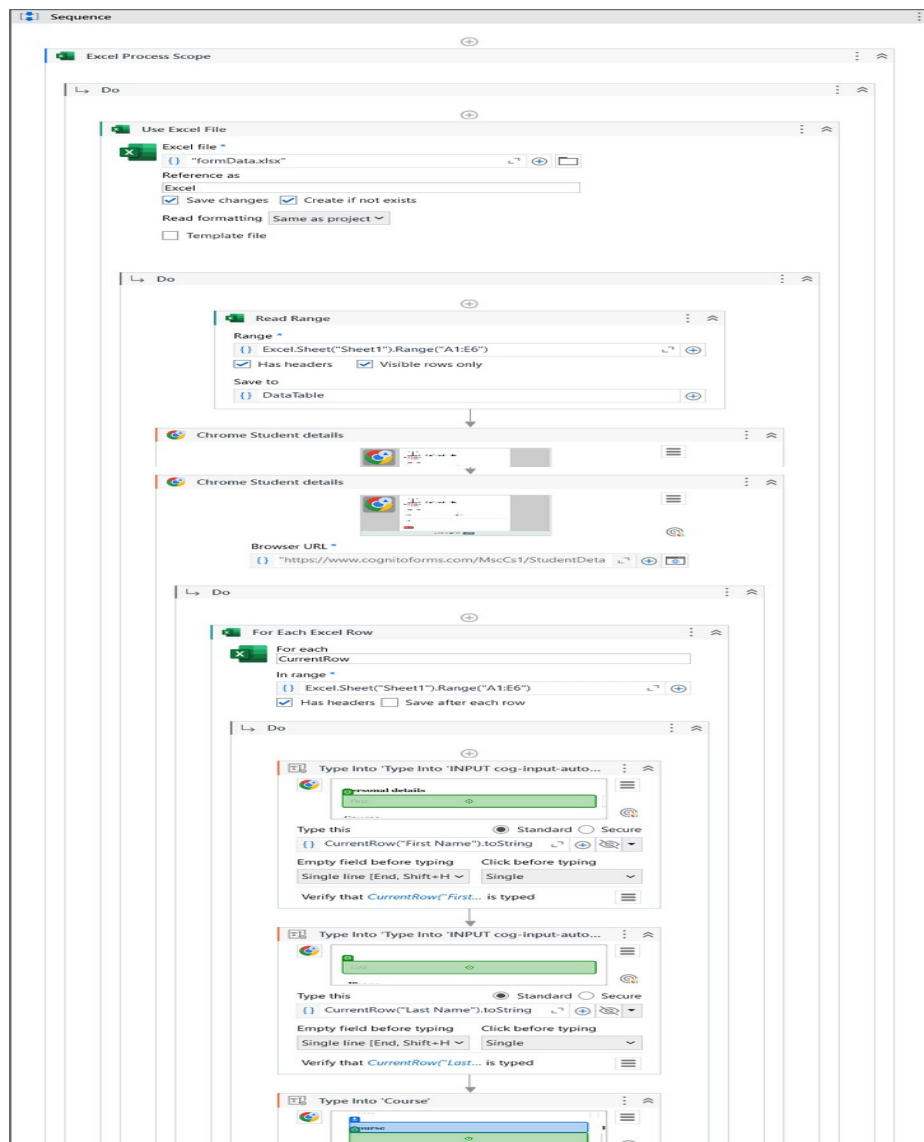 Sequence
Excel Process Scope
Do
Use Excel File
Excel file *
"formData.xlsx"
Reference as
Excel
Save changes Create if not exists
Read formatting Same as project
Template file
Do
Read Range
Range *
Excel.Sheet("Sheet1").Range("A1:E6")
Has headers Visible rows only
Save to
DataTable
Chrome Student details
Chrome Student details
Browser URL *
"https://www.cognitoforms.com/MscCs1/StudentDeta
Do
For Each Excel Row
For each
CurrentRow
In range *
Excel.Sheet("Sheet1").Range("A1:E6")
Has headers Save after each row
Do
Type Into 'Type Into 'INPUT cog-input-auto...
Personal details
First
Type this Standard Secure
CurrentRow("First Name").toString
Empty field before typing Click before typing
Single line [End, Shift+H Single
Verify that CurrentRow("First... is typed
Type Into 'Type Into 'INPUT cog-input-auto...
Last
Type this Standard Secure
CurrentRow("Last Name").toString
Empty field before typing Click before typing
Single line [End, Shift+H Single
Verify that CurrentRow("Last... is typed
Type Into 'Course'
Course